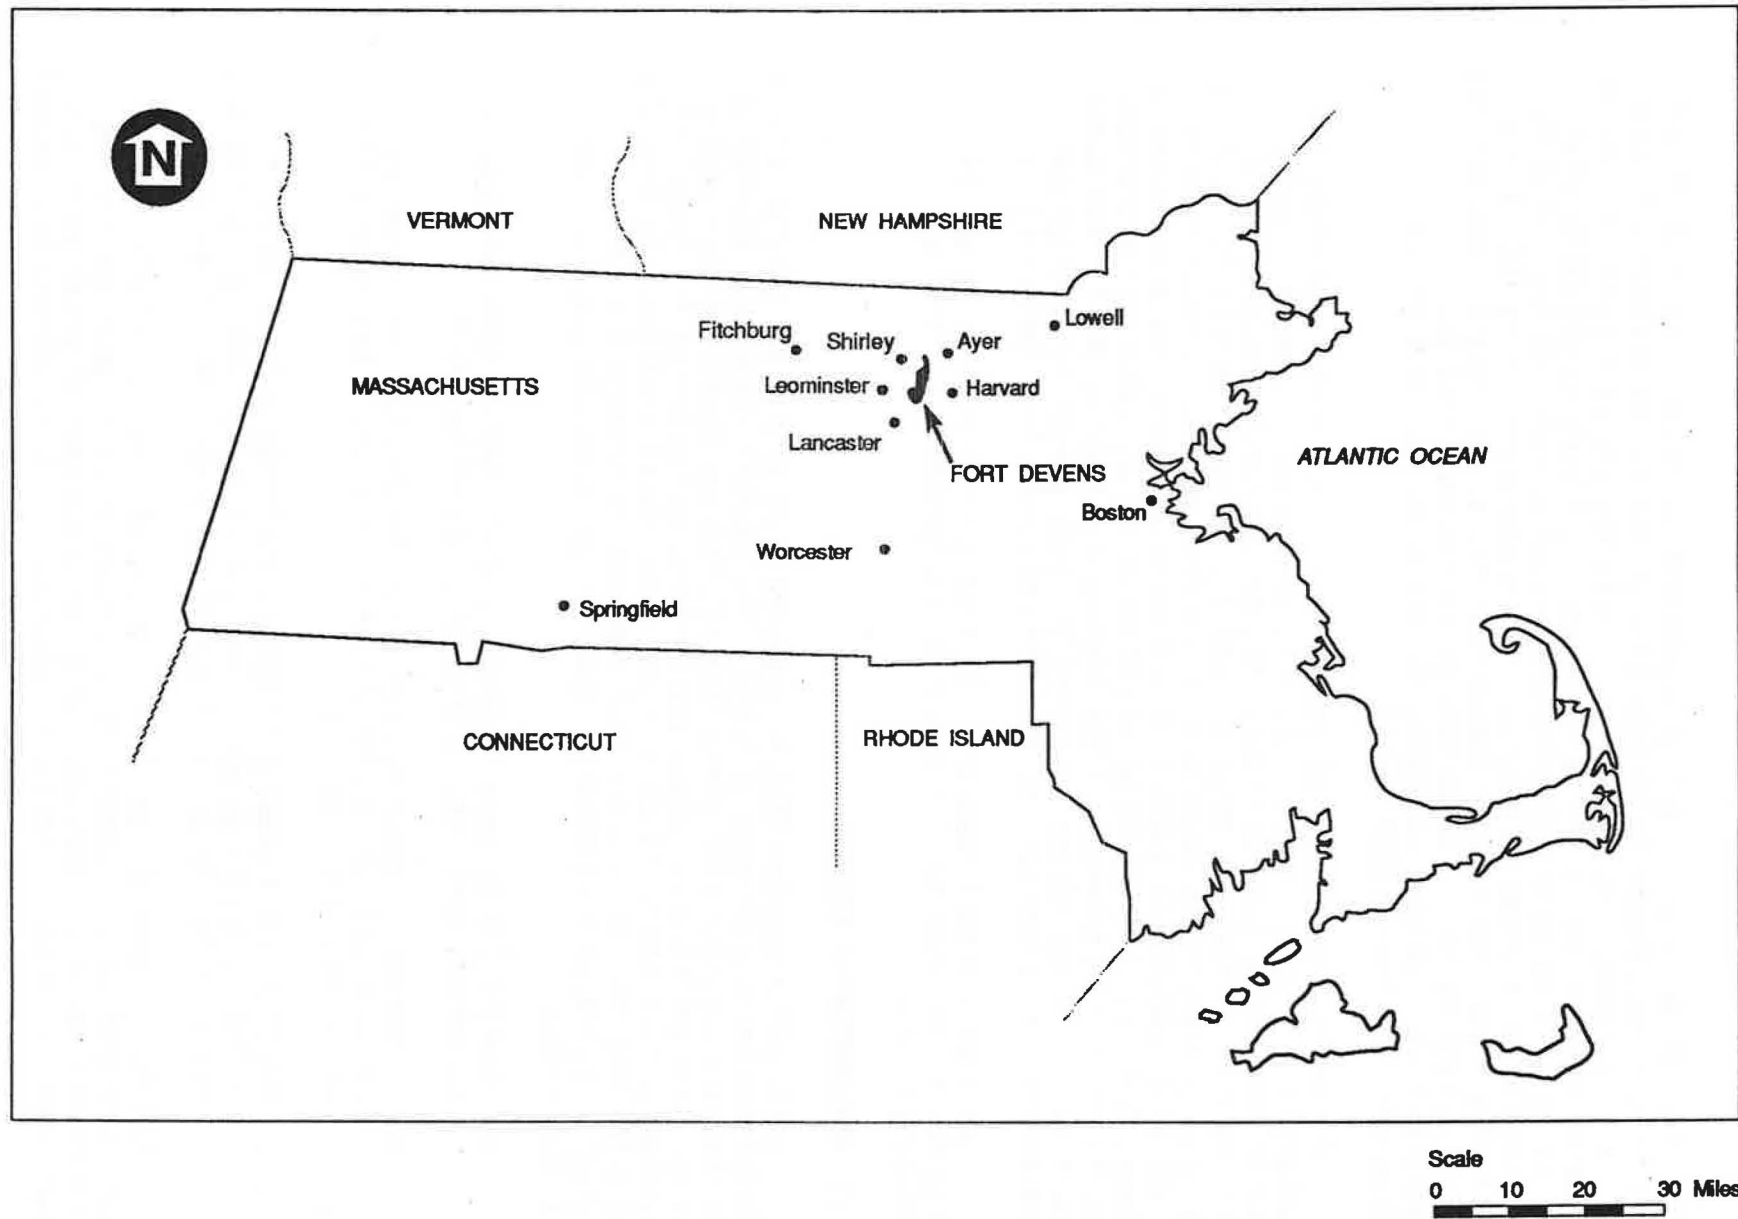 N
VERMONT
NEW HAMPSHIRE
Lowell
Fitchburg
Shirley
Ayer
MASSACHUSETTS
Leominster
Harvard
Lancaster
ATLANTIC OCEAN
FORT DEVENS
Boston
Worcester
Springfield
CONNECTICUT
RHODE ISLAND
Scale
0 10 20 30 Miles